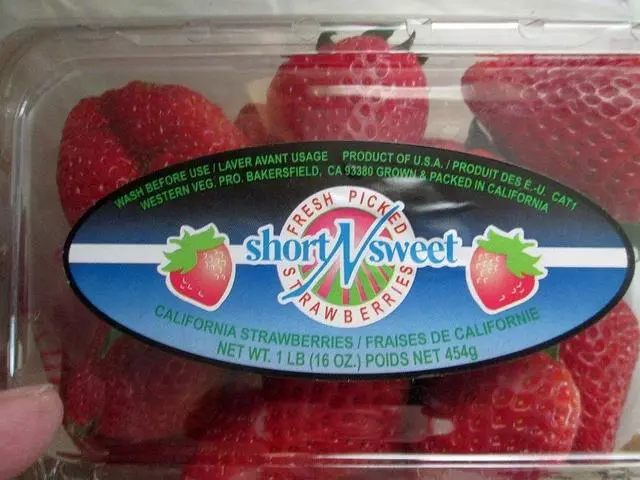 WASH BEFORE USE / LAVER AVANT USAGE PRODUCT OF U.S.A. / PRODUIT DES É.-U. CAT1
WESTERN VEG. PRO. BAKERSFIELD, CA 93380 GROWN & PACKED IN CALIFORNIA
FRESH PICKED
short N sweet
STRAWBERRIES
CALIFORNIA STRAWBERRIES / FRAISES DE CALIFORNIE
NET WT. 1 LB (16 OZ.) POIDS NET 454g